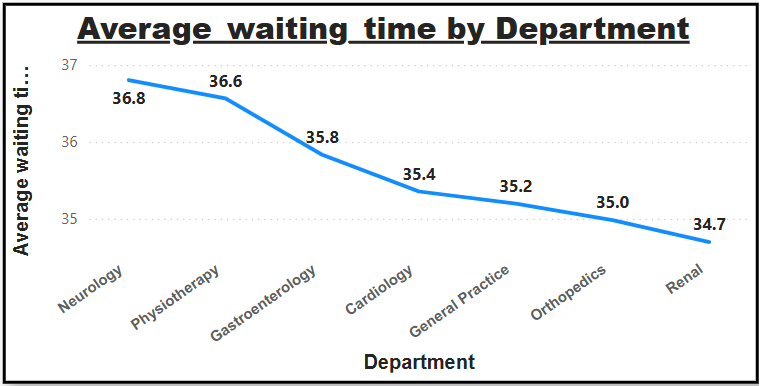 Average waiting time by Department
Average waiting ti...
37
36
35
36.8
36.6
35.8
35.4
35.2
35.0
34.7
Neurology
Physiotherapy
Gastroenterology
Cardiology
General Practice
Orthopedics
Renal
Department